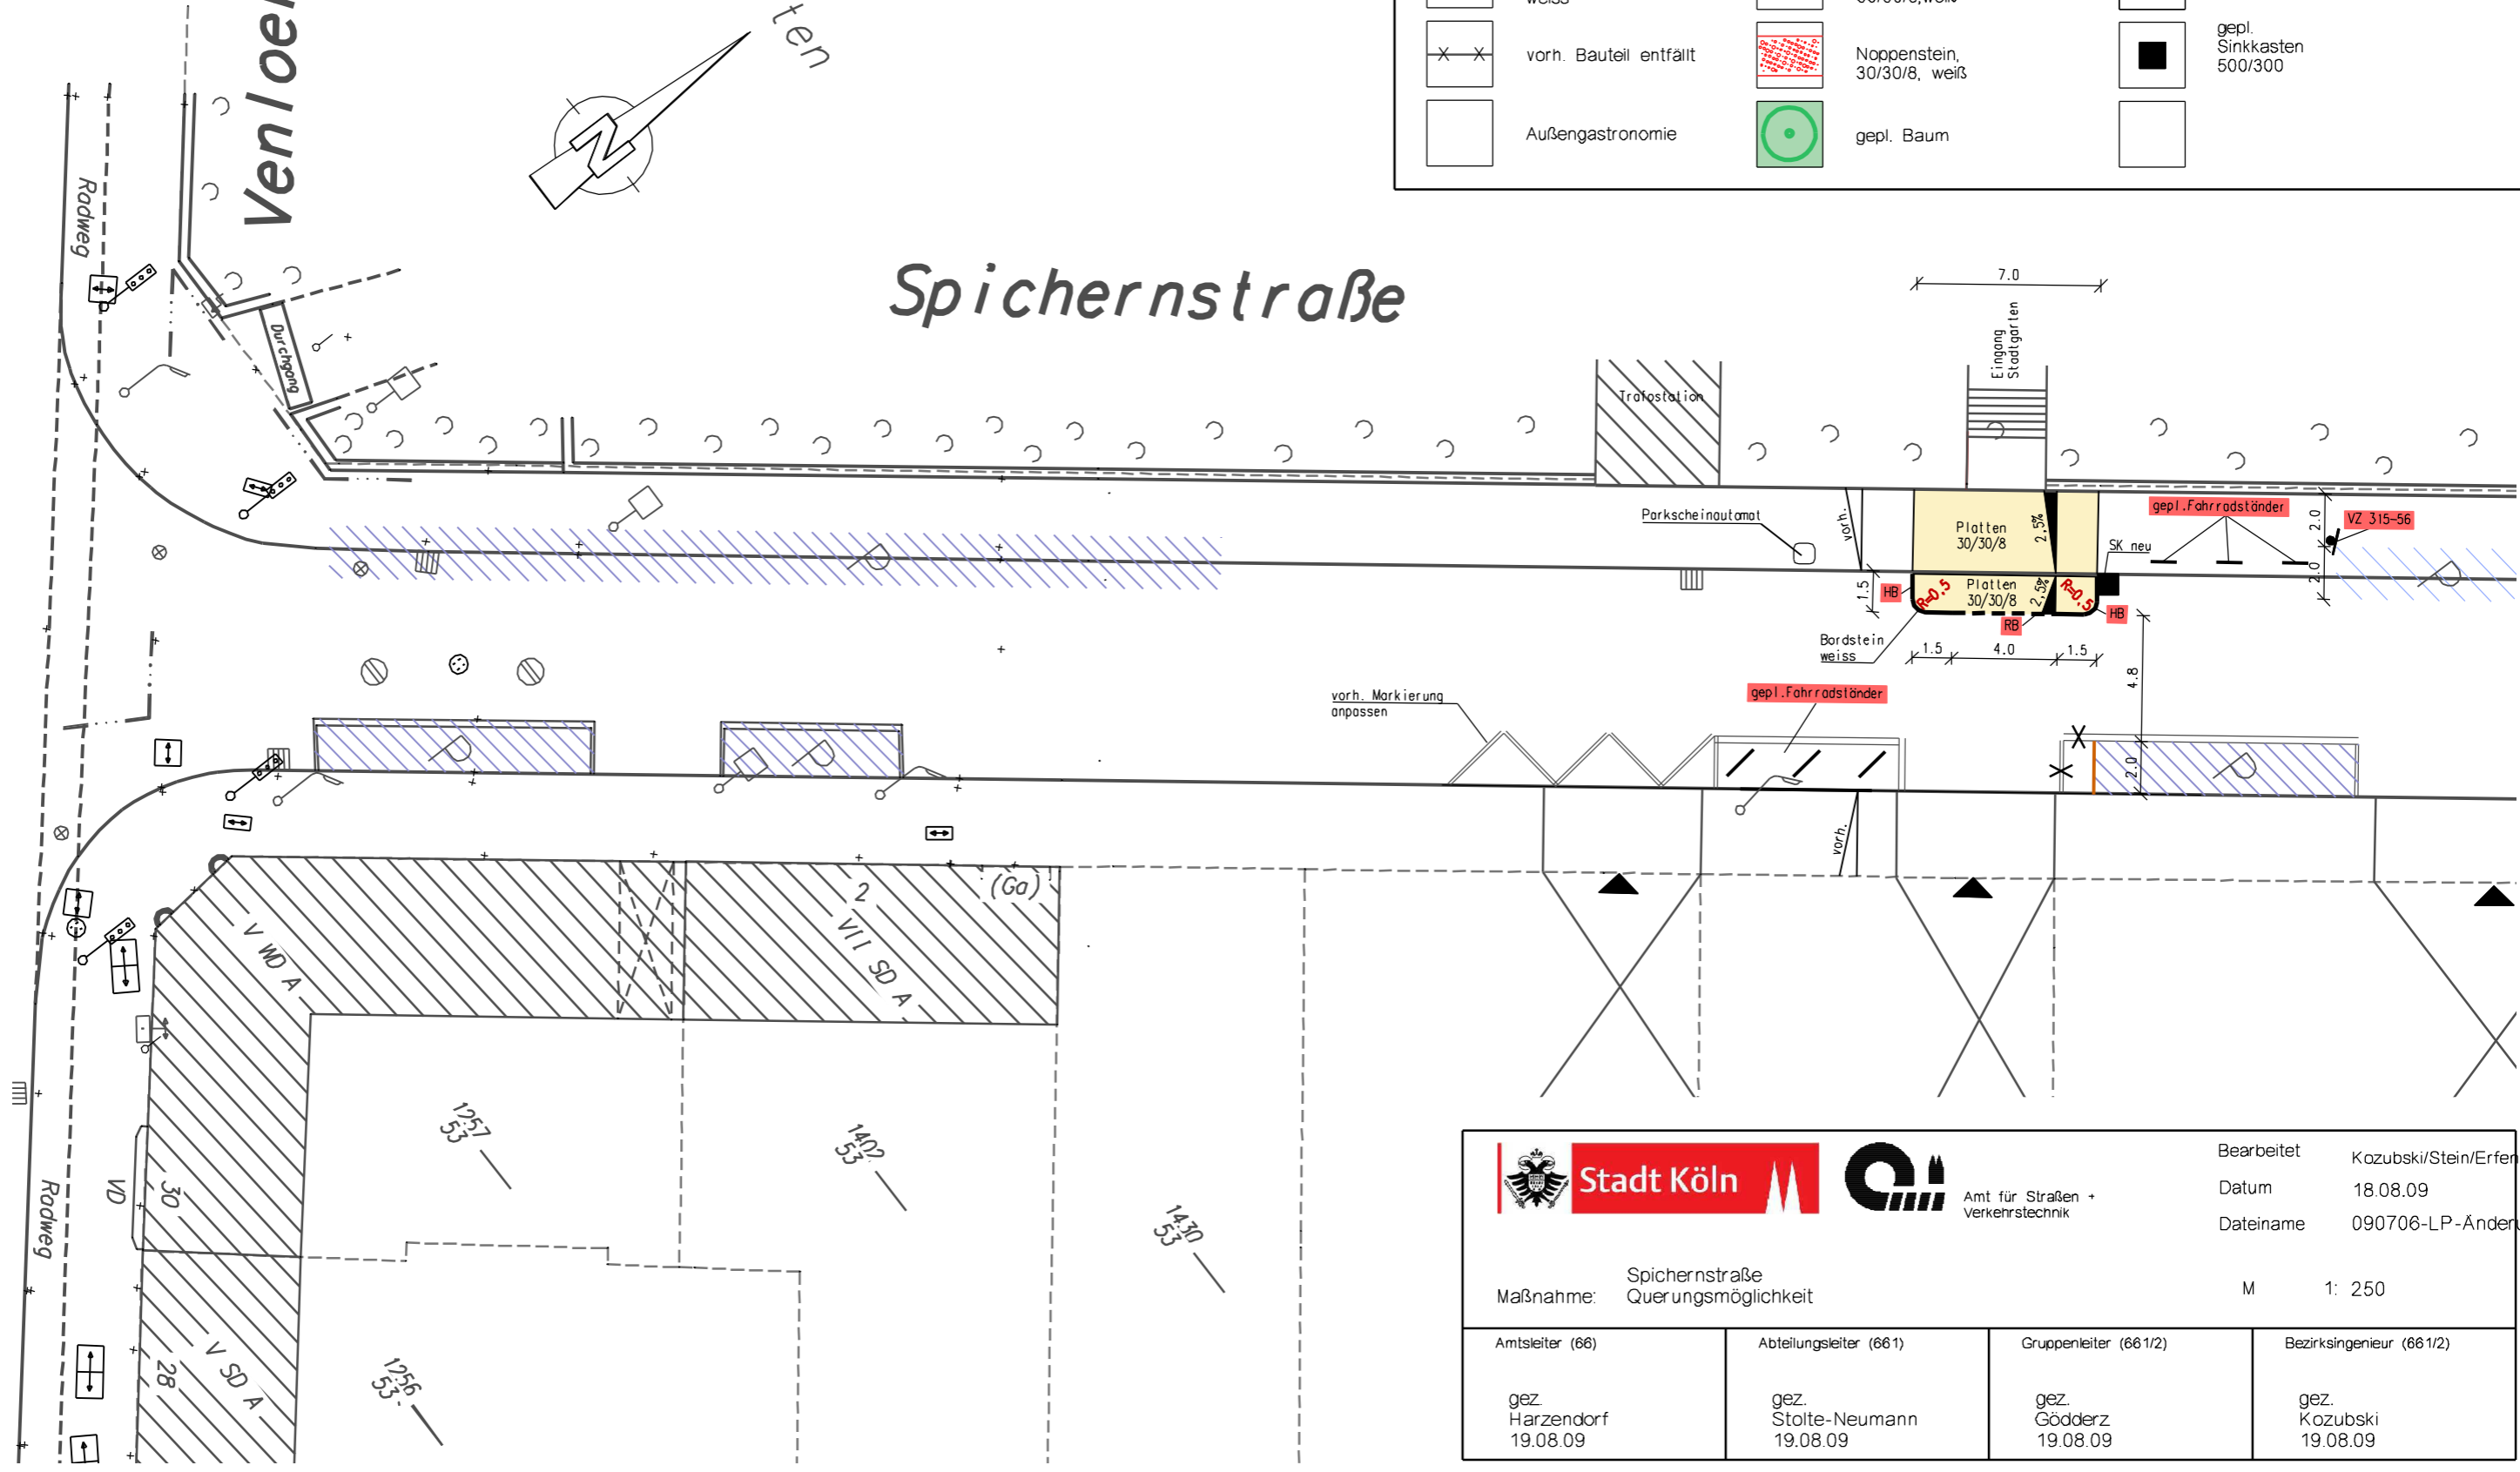 Venloer
ten
vorh. Bauteil entfällt
Noppenstein,
30/30/8, weiß
gepl.
Sinkkasten
500/300
Außengastronomie
gepl. Baum
N
Radweg
Durchgang
Spichernstraße
7.0
Eingang
Stadtgarten
Trafostation
Parkscheinautomat
vorh.
Platten
30/30/8
2,5%
SK neu
gepl.Fahrradständer
2.0
2.0
VZ 315-56
1.5
HB
R=0.5
Platten
30/30/8
2,5%
R=0,5
HB
RB
Bordstein
weiss
1.5
4.0
1.5
4.8
vorh. Markierung
anpassen
gepl.Fahrradständer
2.0
vorh.
P
P
P
P
P
2
(Ga)
V WD A
VII SD A
1257
53
1402
53
1430
53
1256
53
Radweg
VD
30
28
V SD A
Stadt Köln
Amt für Straßen +
Verkehrstechnik
Bearbeitet Kozubski/Stein/Erfen
Datum 18.08.09
Dateiname 090706-LP-Änder
Maßnahme: Spichernstraße
Querungsmöglichkeit
M 1: 250
Amtsleiter (66)
gez.
Harzendorf
19.08.09
Abteilungsleiter (661)
gez.
Stolte-Neumann
19.08.09
Gruppenleiter (661/2)
gez.
Gödderz
19.08.09
Bezirksingenieur (661/2)
gez.
Kozubski
19.08.09